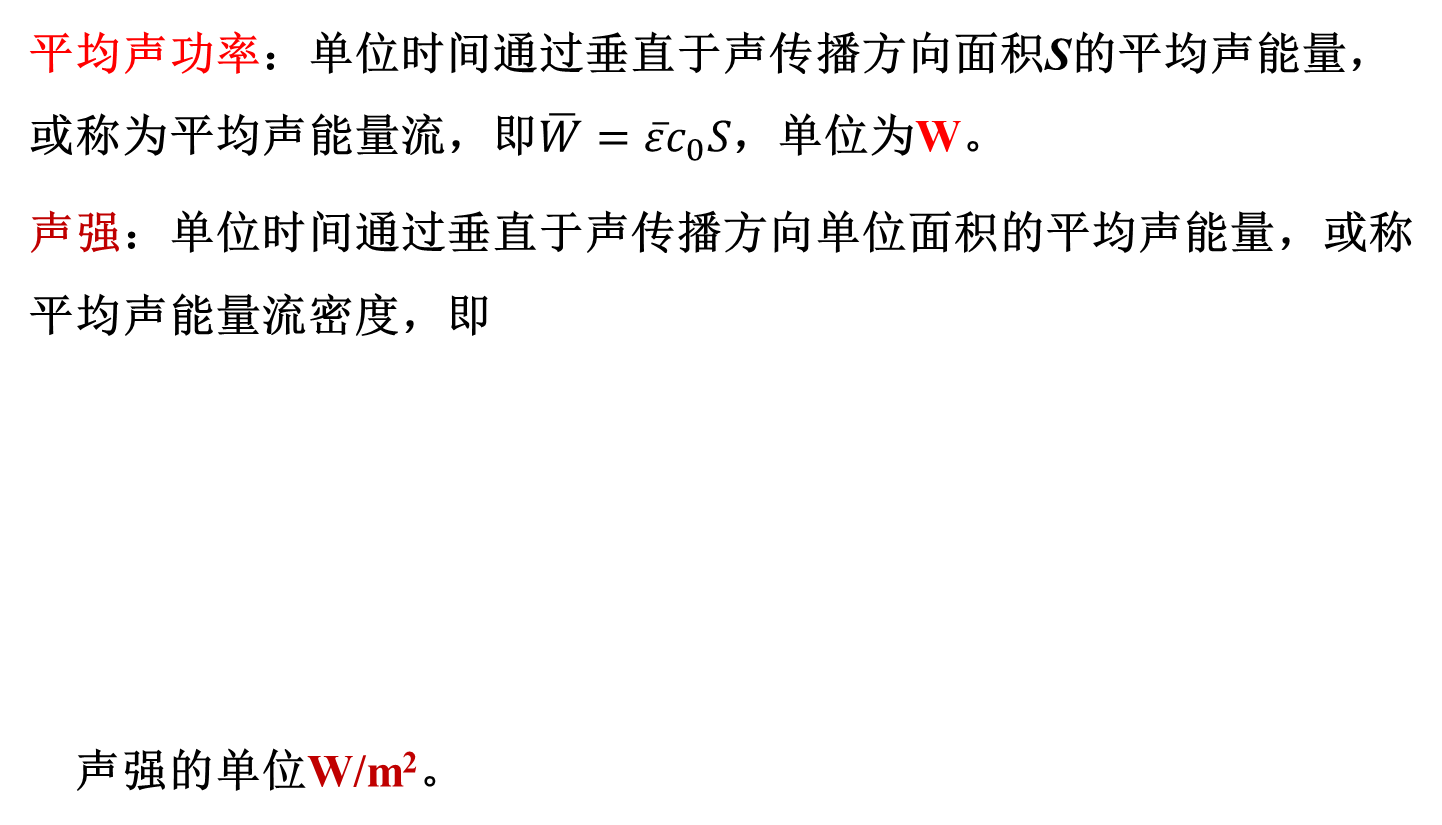 平均声功率：单位时间通过垂直于声传播方向面积S的平均声能量，
或称为平均声能量流，即W̅ = ε̅c₀S，单位为W。
声强：单位时间通过垂直于声传播方向单位面积的平均声能量，或称
平均声能量流密度，即
声强的单位W/m²。